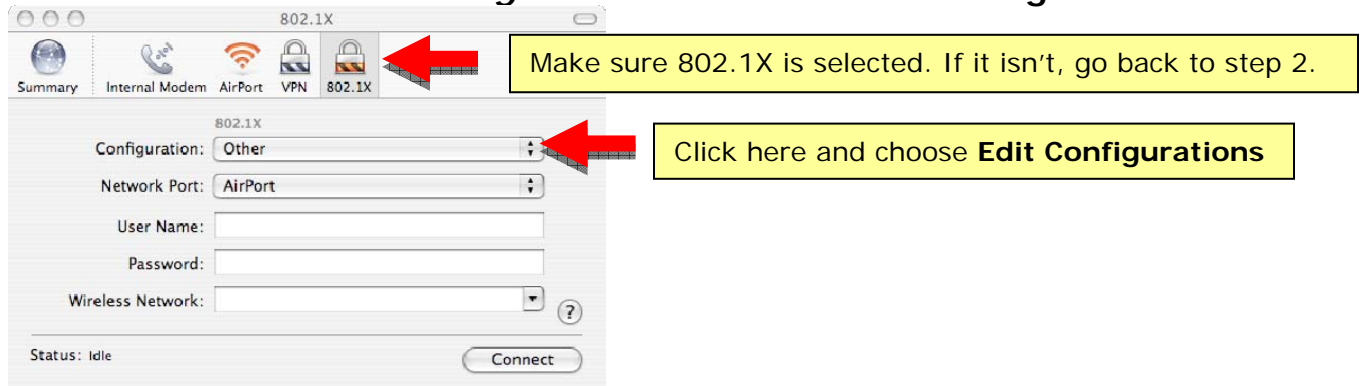 802.1X
Make sure 802.1X is selected. If it isn't, go back to step 2.
Summary Internal Modem AirPort VPN 802.1X
802.1X
Configuration: Other
Click here and choose Edit Configurations
Network Port: AirPort
User Name:
Password:
Wireless Network:
?
Status: Idle
Connect